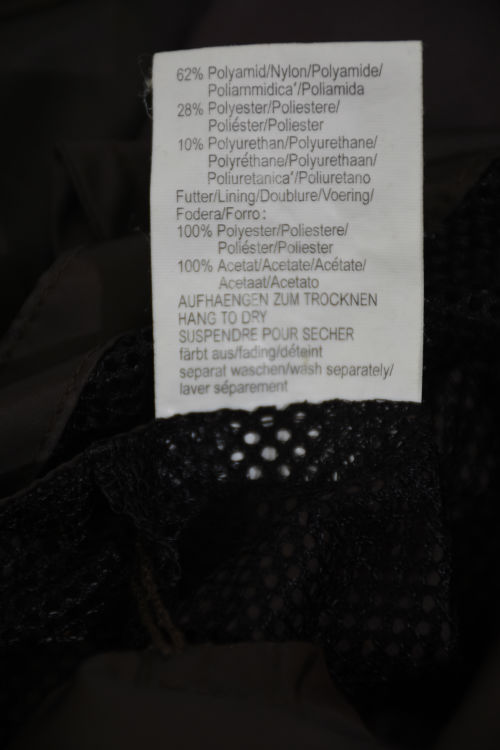 62% Polyamid/Nylon/Polyamide/
Poliammidica'/Poliamida
28% Polyester/Poliestere/
Poliéster/Poliester
10% Polyurethan/Polyurethane/
Polyréthane/Polyurethaan/
Poliuretanica'/Poliuretano
Futter/Lining/Doublure/Voering/
Fodera/Forro:
100% Polyester/Poliestere/
Poliéster/Poliester
100% Acetat/Acetate/Acétate/
Acetaat/Acetato
AUFHAENGEN ZUM TROCKNEN
HANG TO DRY
SUSPENDRE POUR SECHER
färbt aus/fading/déteint
separat waschen/wash separately/
laver séparement